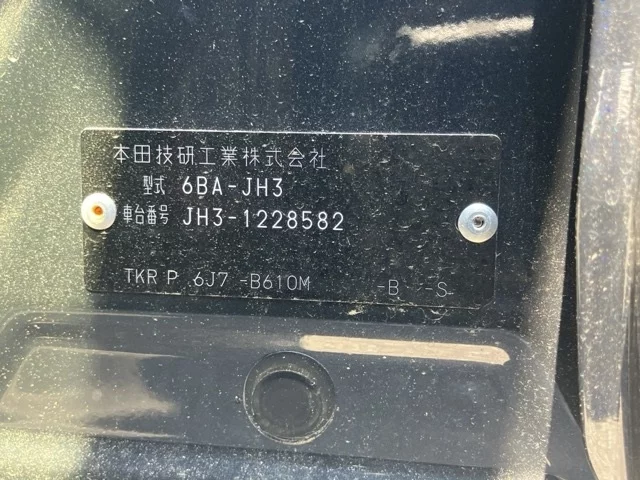 本田技研工業株式会社
型式 6BA-JH3
車台番号 JH3-1228582
TKR P 6J7 -B610M -B -S